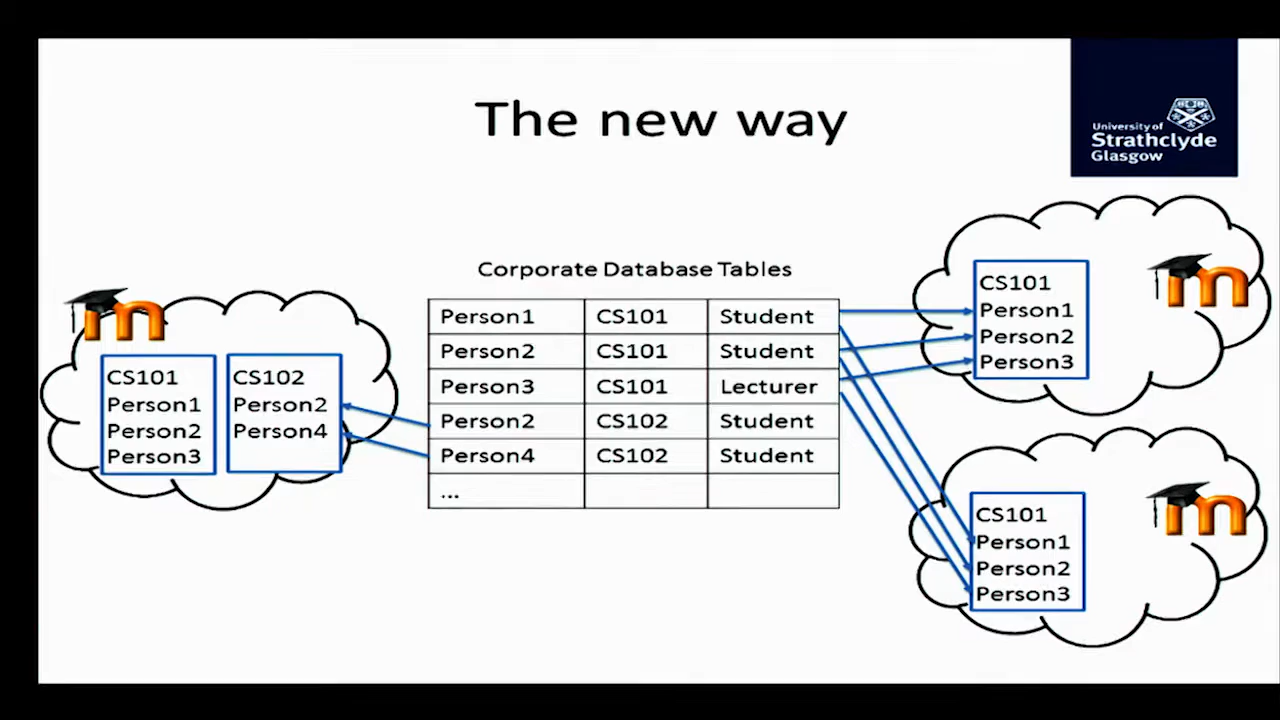 The new way
University of
Strathclyde
Glasgow
Corporate Database Tables
Person1 CS101 Student
Person2 CS101 Student
Person3 CS101 Lecturer
Person2 CS102 Student
Person4 CS102 Student
...
m
CS101
Person1
Person2
Person3
CS102
Person2
Person4
m
CS101
Person1
Person2
Person3
m
CS101
Person1
Person2
Person3